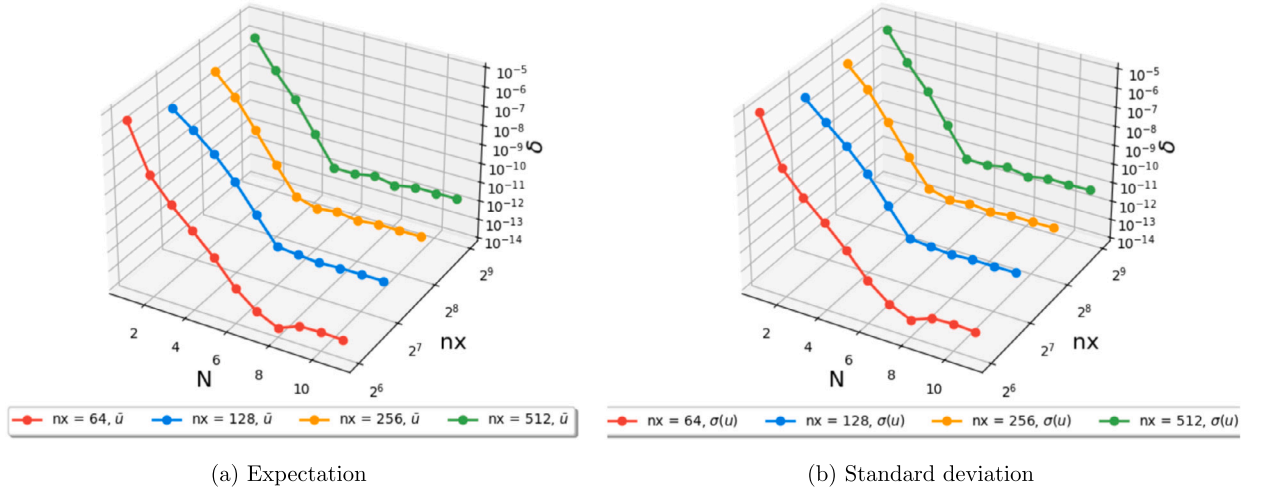 10⁻⁵
10⁻⁶
10⁻⁷
10⁻⁸
10⁻⁹
10⁻¹⁰
10⁻¹¹
10⁻¹²
10⁻¹³
10⁻¹⁴
δ
2 4 6 8 10
N
2⁶ 2⁷ 2⁸ 2⁹
nx
nx = 64, ū nx = 128, ū nx = 256, ū nx = 512, ū
(a) Expectation
10⁻⁵
10⁻⁶
10⁻⁷
10⁻⁸
10⁻⁹
10⁻¹⁰
10⁻¹¹
10⁻¹²
10⁻¹³
10⁻¹⁴
δ
2 4 6 8 10
N
2⁶ 2⁷ 2⁸ 2⁹
nx
nx = 64, σ(u) nx = 128, σ(u) nx = 256, σ(u) nx = 512, σ(u)
(b) Standard deviation